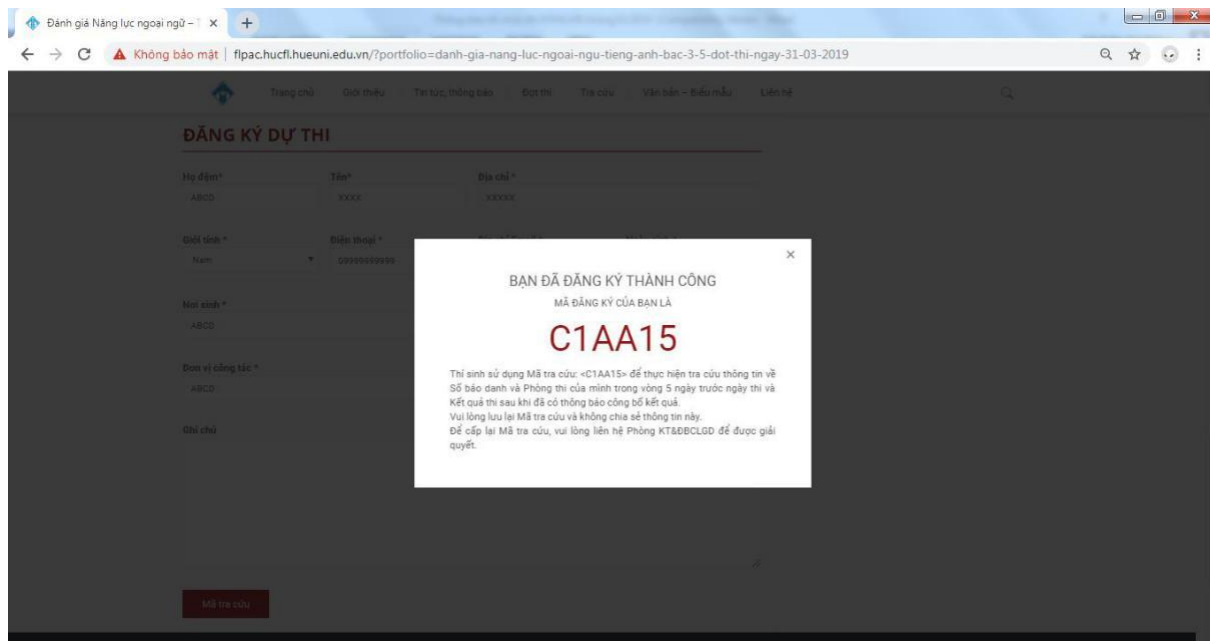 Đánh giá Năng lực ngoại ngữ – T
Không bảo mật | flpac.hucfl.hueuni.edu.vn/?portfolio=danh-gia-nang-luc-ngoai-ngu-tieng-anh-bac-3-5-dot-thi-ngay-31-03-2019
Trang chủ Giới thiệu Tin tức, thông báo Đợt thi Tra cứu Văn bản – Biểu mẫu Liên hệ
ĐĂNG KÝ DỰ THI
Họ đệm* Tên* Địa chỉ *
ABCD XXXX XXXXX
Giới tính * Điện thoại *
Nam 09999999999
BẠN ĐÃ ĐĂNG KÝ THÀNH CÔNG
MÃ ĐĂNG KÝ CỦA BẠN LÀ
C1AA15
Thí sinh sử dụng Mã tra cứu: <C1AA15> để thực hiện tra cứu thông tin về
Số báo danh và Phòng thi của mình trong vòng 5 ngày trước ngày thi và
Kết quả thi sau khi đã có thông báo công bố kết quả.
Vui lòng lưu lại Mã tra cứu và không chia sẻ thông tin này.
Để cấp lại Mã tra cứu, vui lòng liên hệ Phòng KT&ĐBCLGD để được giải
quyết.
Nơi sinh *
ABCD
Đơn vị công tác *
ABCD
Ghi chú
Mã tra cứu